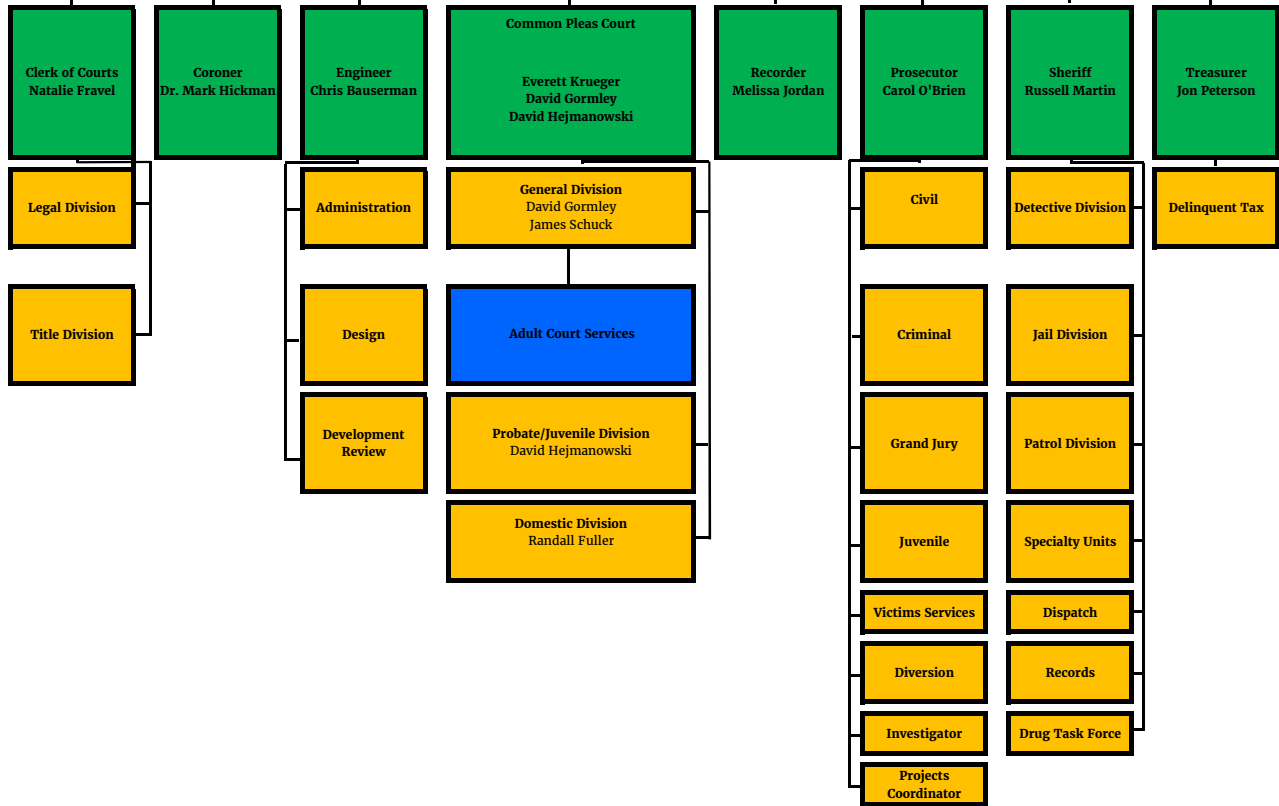 Clerk of Courts
Natalie Fravel
Coroner
Dr. Mark Hickman
Engineer
Chris Bauserman
Common Pleas Court
Everett Krueger
David Gormley
David Hejmanowski
Recorder
Melissa Jordan
Prosecutor
Carol O'Brien
Sheriff
Russell Martin
Treasurer
Jon Peterson
Legal Division
Administration
General Division
David Gormley
James Schuck
Civil
Detective Division
Delinquent Tax
Title Division
Design
Adult Court Services
Criminal
Jail Division
Development
Review
Probate/Juvenile Division
David Hejmanowski
Grand Jury
Patrol Division
Domestic Division
Randall Fuller
Juvenile
Specialty Units
Victims Services
Dispatch
Diversion
Records
Investigator
Drug Task Force
Projects
Coordinator